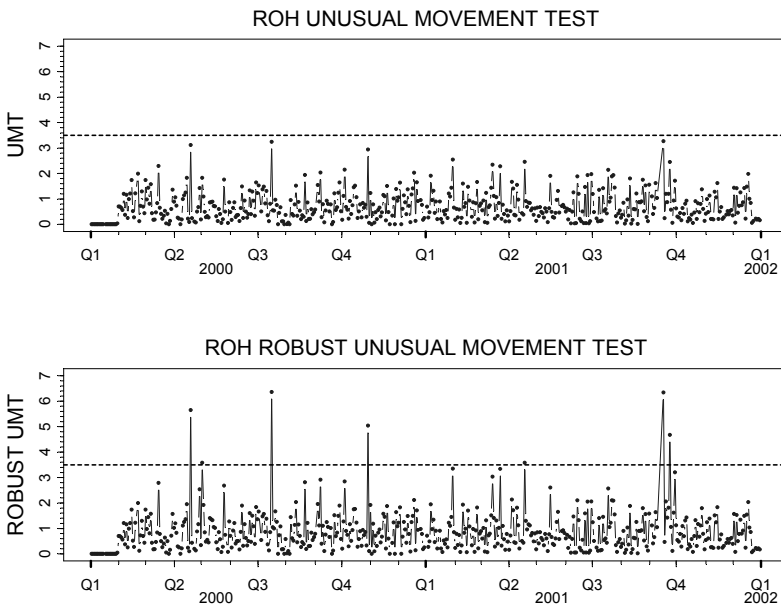 ROH UNUSUAL MOVEMENT TEST
7
6
5
4
3
2
1
0
UMT
Q1 Q2 Q3 Q4 Q1 Q2 Q3 Q4 Q1
2000 2001 2002
ROH ROBUST UNUSUAL MOVEMENT TEST
7
6
5
4
3
2
1
0
ROBUST UMT
Q1 Q2 Q3 Q4 Q1 Q2 Q3 Q4 Q1
2000 2001 2002